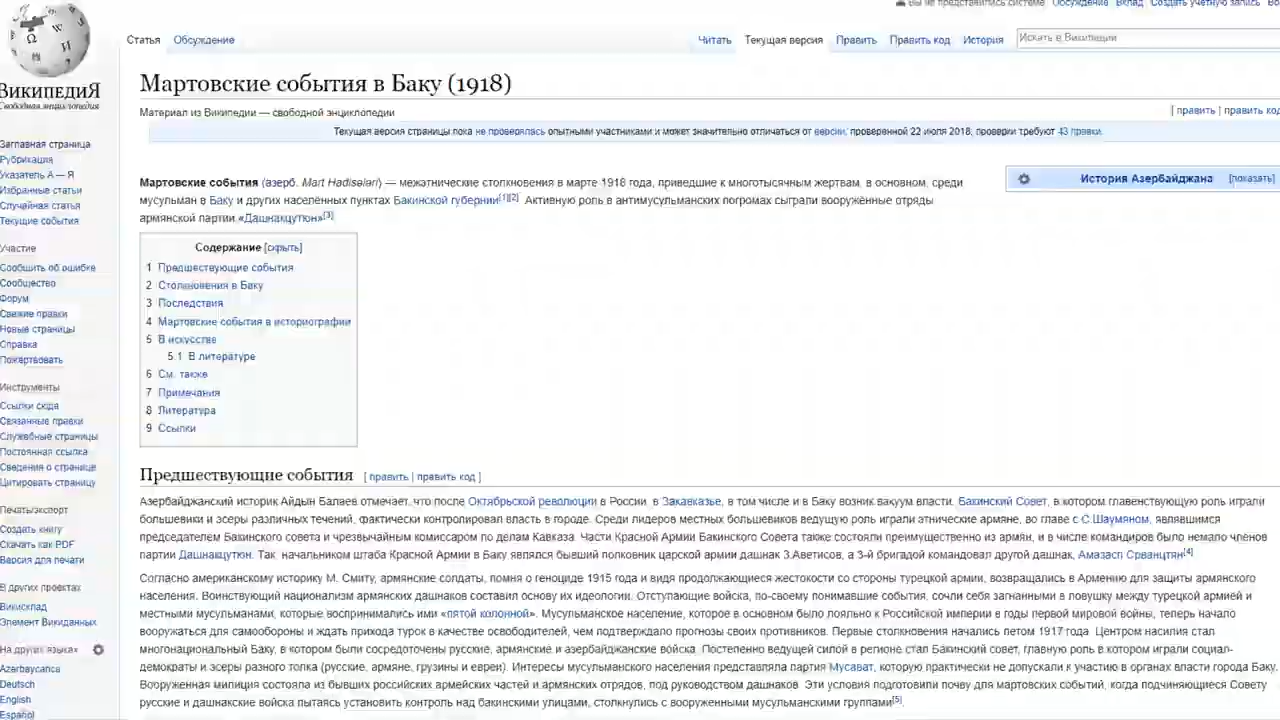 Вы не представились системе Обсуждение Вклад Создать учётную запись
ВИКИПЕДИЯ
Свободная энциклопедия
Статья Обсуждение Читать Текущая версия Править Править код История Искать в Википедии
Мартовские события в Баку (1918)
Материал из Википедии — свободной энциклопедии [ править | править код
Текущая версия страницы пока не проверялась опытными участниками и может значительно отличаться от версии, проверенной 22 июля 2018; проверки требуют 43 правки.
История Азербайджана [показать]
Мартовские события (азерб. Mart Hadisələri) — межэтнические столкновения в марте 1918 года, приведшие к многотысячным жертвам, в основном, среди
мусульман в Баку и других населённых пунктах Бакинской губернии[1][2]. Активную роль в антимусульманских погромах сыграли вооружённые отряды
армянской партии «Дашнакцутюн»[3].
Содержание [скрыть]
1 Предшествующие события
2 Столкновения в Баку
3 Последствия
4 Мартовские события в историографии
5 В искусстве
5.1 В литературе
6 См. также
7 Примечания
8 Литература
9 Ссылки
Предшествующие события [ править | править код ]
Азербайджанский историк Айдын Балаев отмечает, что после Октябрьской революции в России, в Закавказье, в том числе и в Баку возник вакуум власти. Бакинский Совет, в котором главенствующую роль играли
большевики и эсеры различных течений, фактически контролировал власть в городе. Среди лидеров местных большевиков ведущую роль играли этнические армяне, во главе с С.Шаумяном, являвшимся
председателем Бакинского совета и чрезвычайным комиссаром по делам Кавказа. Части Красной Армии Бакинского Совета также состояли преимущественно из армян, и в числе командиров было немало членов
партии Дашнакцутюн. Так, начальником штаба Красной Армии в Баку являлся бывший полковник царской армии дашнак З.Аветисов, а 3-й бригадой командовал другой дашнак, Амазасп Срванцтян[4]
Согласно американскому историку М. Смиту, армянские солдаты, помня о геноциде 1915 года и видя продолжающиеся жестокости со стороны турецкой армии, возвращались в Армению для защиты армянского
населения. Воинствующий национализм армянских дашнаков составил основу их идеологии. Отступающие войска, по-своему понимавшие события, сочли себя загнанными в ловушку между турецкой армией и
местными мусульманами, которые воспринимались ими «пятой колонной». Мусульманское население, которое в основном было лояльно к Российской империи в годы первой мировой войны, теперь начало
вооружаться для самообороны и ждать прихода турок в качестве освободителей, чем подтверждало прогнозы своих противников. Первые столкновения начались летом 1917 года. Центром насилия стал
многонациональный Баку, в котором были сосредоточены русские, армянские и азербайджанские войска. Постепенно ведущей силой в регионе стал Бакинский совет, главную роль в котором играли социал-
демократы и эсеры разного толка (русские, армяне, грузины и евреи). Интересы мусульманского населения представляла партия Мусават, которую практически не допускали к участию в органах власти города Баку.
Вооруженная милиция состояла из бывших российских армейских частей и армянских отрядов, под руководством дашнаков. Эти условия подготовили почву для мартовских событий, когда подчиняющиеся Совету
русские и дашнакские войска пытаясь установить контроль над бакинскими улицами, столкнулись с вооруженными мусульманскими группами[5].
Заглавная страница
Рубрикация
Указатель А — Я
Избранные статьи
Случайная статья
Текущие события
Участие
Сообщить об ошибке
Сообщество
Форум
Свежие правки
Новые страницы
Справка
Пожертвовать
Инструменты
Ссылки сюда
Связанные правки
Служебные страницы
Постоянная ссылка
Сведения о странице
Цитировать страницу
Печать/экспорт
Создать книгу
Скачать как PDF
Версия для печати
В других проектах
Викисклад
Элемент Викиданных
На других языках
Azərbaycanca
Deutsch
English
Español